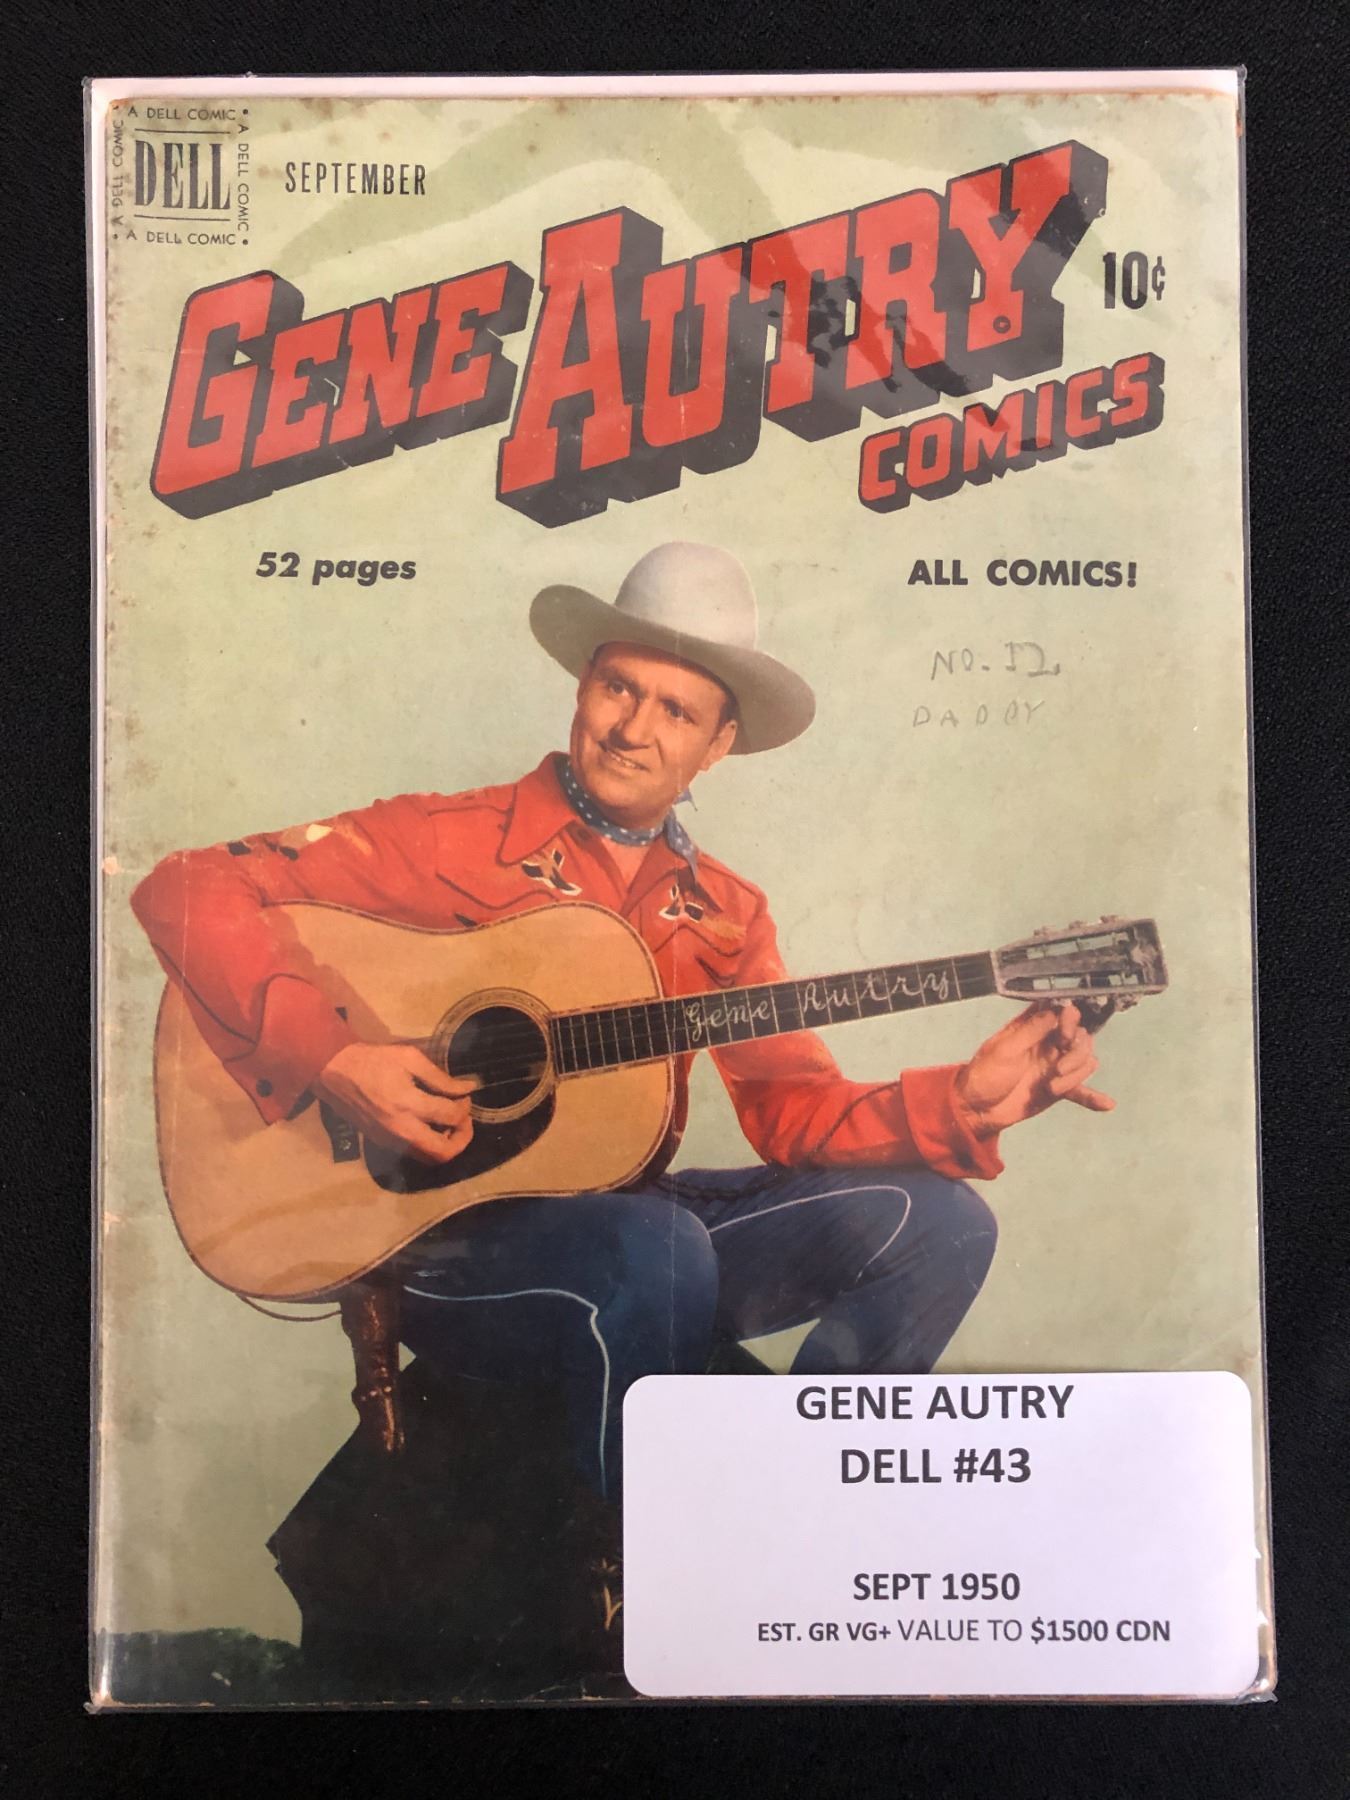 A DELL COMIC •
A DELL COMIC
A DELL COMIC
DELL
• A DELL COMIC •
SEPTEMBER
GENE AUTRY
10¢
COMICS
52 pages
ALL COMICS!
NO. 52
DADDY
Gene Autry
GENE AUTRY
DELL #43
SEPT 1950
EST. GR VG+ VALUE TO $1500 CDN